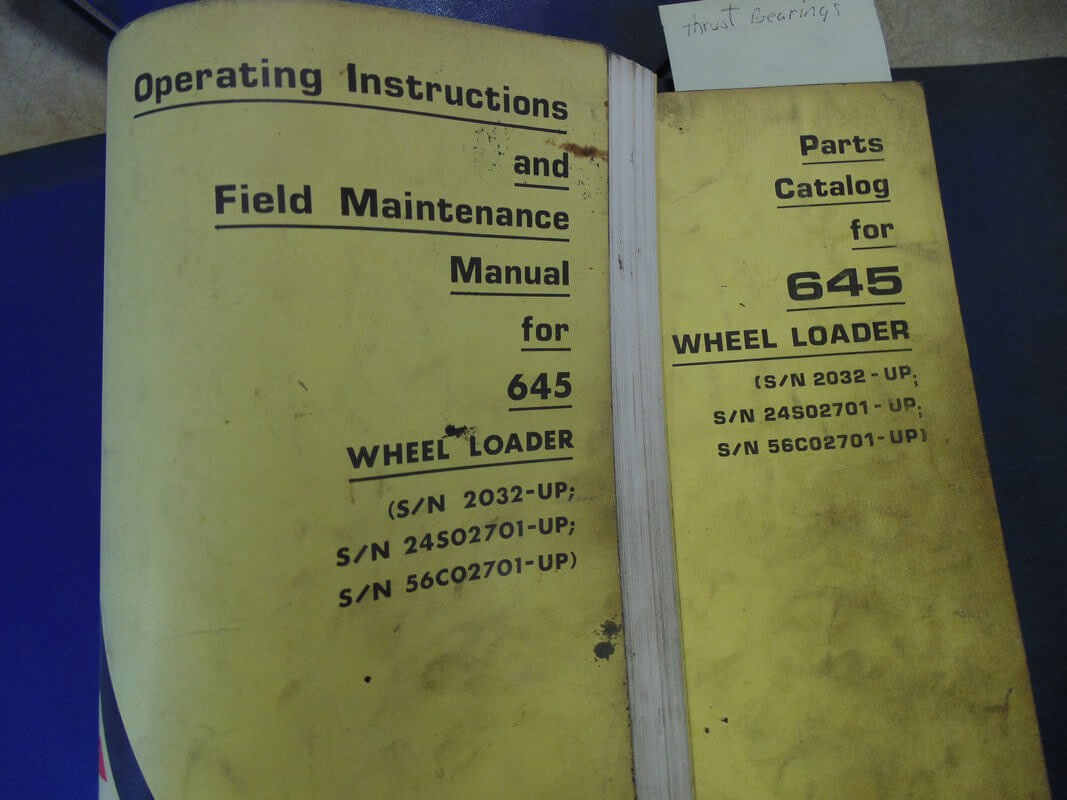 Operating Instructions
and
Field Maintenance
Manual
for
645
WHEEL LOADER
(S/N 2032-UP;
S/N 24S02701-UP;
S/N 56C02701-UP)
thrust Bearings
Parts
Catalog
for
645
WHEEL LOADER
(S/N 2032-UP;
S/N 24S02701-UP;
S/N 56C02701-UP)